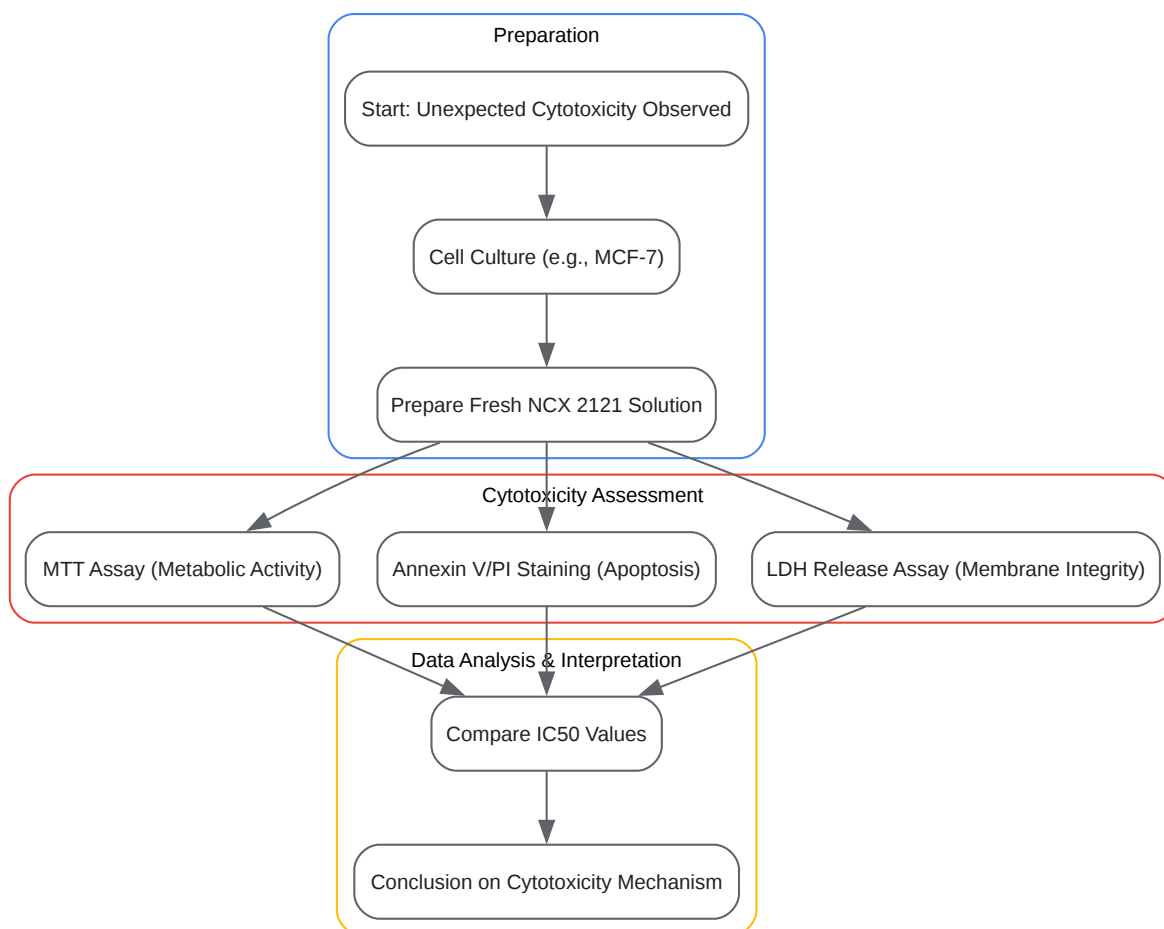 Preparation
Start: Unexpected Cytotoxicity Observed
Cell Culture (e.g., MCF-7)
Prepare Fresh NCX 2121 Solution
Cytotoxicity Assessment
MTT Assay (Metabolic Activity)
Annexin V/PI Staining (Apoptosis)
LDH Release Assay (Membrane Integrity)
Data Analysis & Interpretation
Compare IC50 Values
Conclusion on Cytotoxicity Mechanism